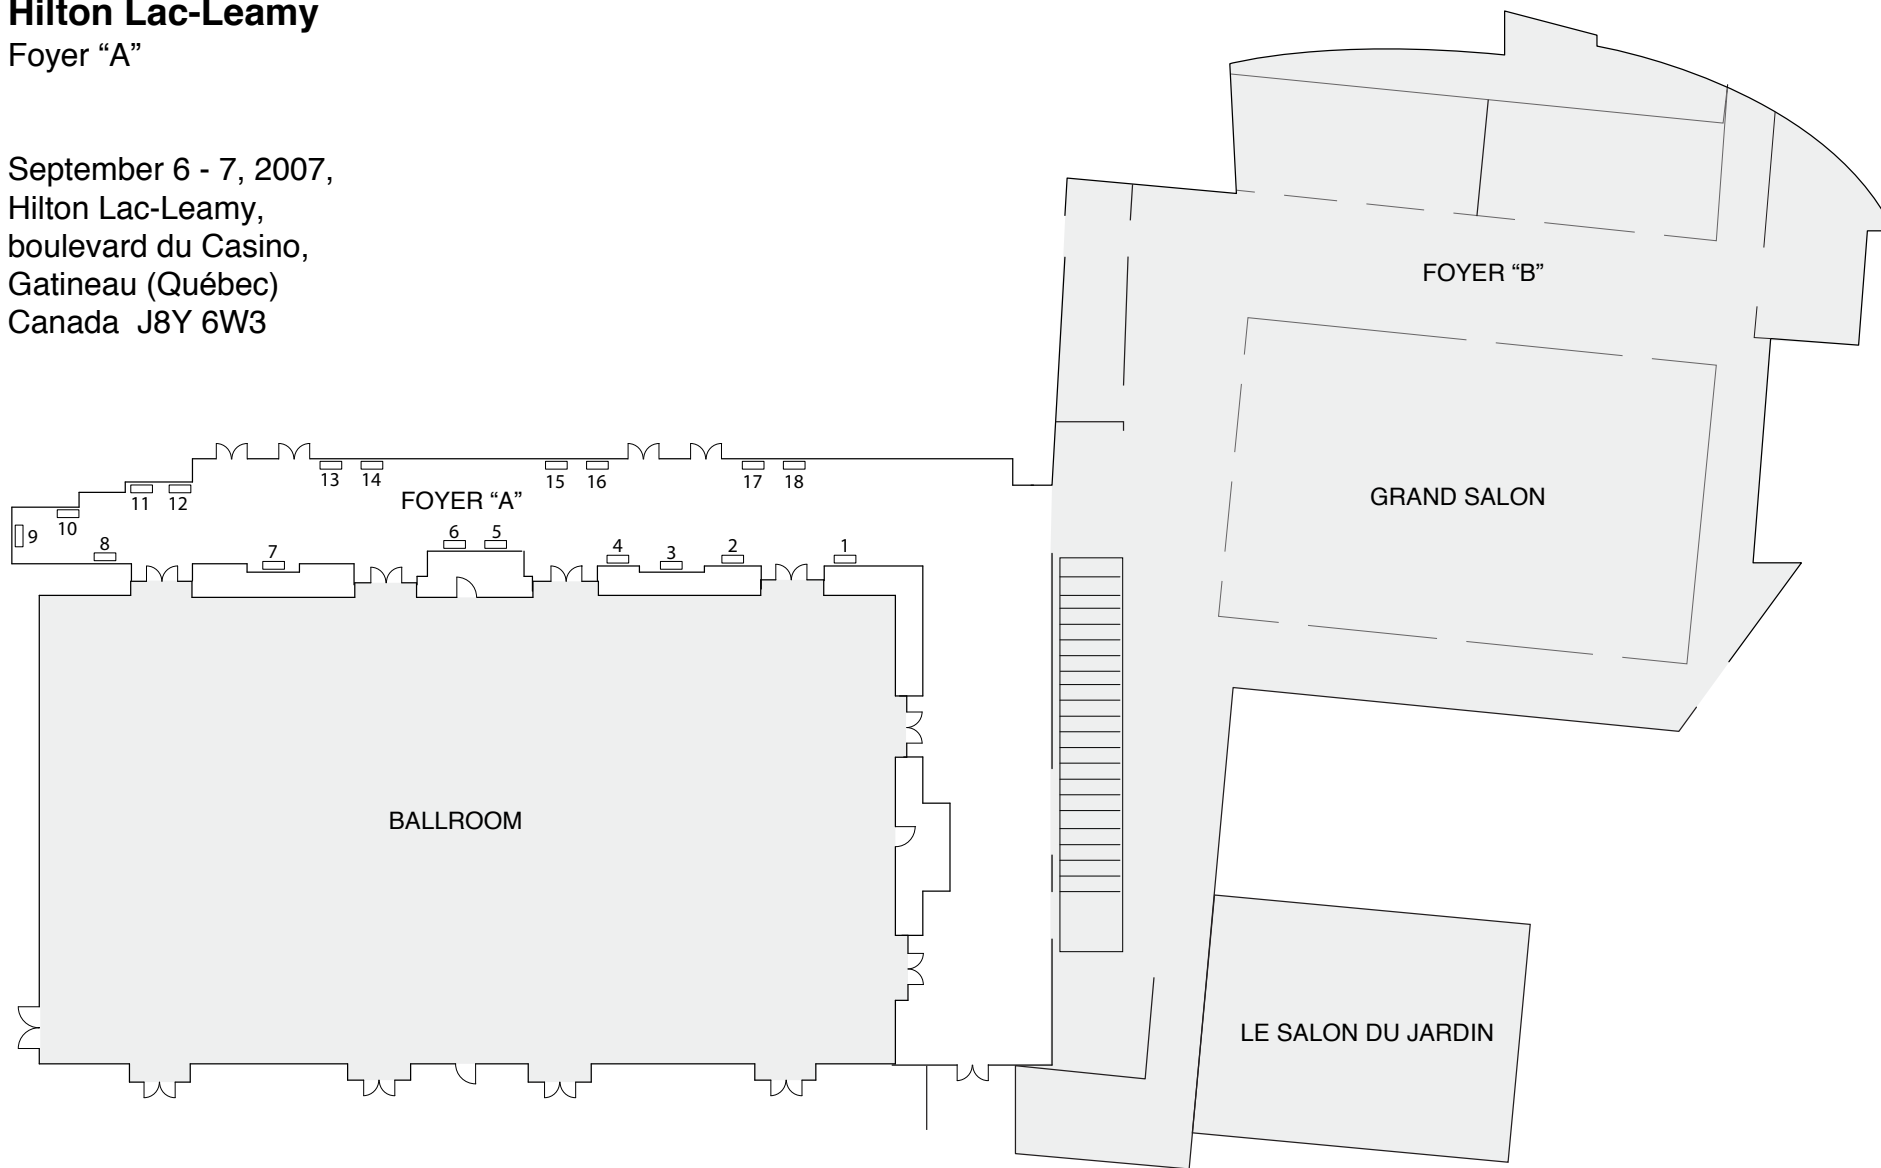 Hilton Lac-Leamy
Foyer “A”
September 6 - 7, 2007,
Hilton Lac-Leamy,
boulevard du Casino,
Gatineau (Québec)
Canada  J8Y 6W3
FOYER “B”
GRAND SALON
13
14
15
16
17
18
11
12
FOYER “A”
10
9
8
7
6
5
4
3
2
1
BALLROOM
LE SALON DU JARDIN